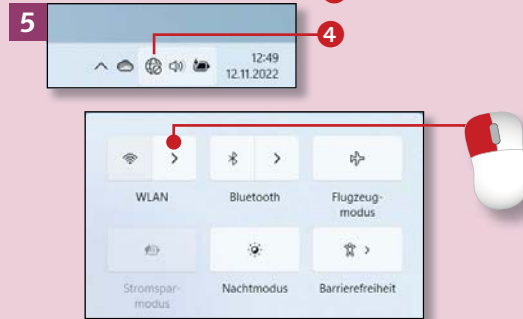 5
4
12:49
12.11.2022
WLAN
Bluetooth
Flugzeug-
modus
Stromspar-
modus
Nachtmodus
Barrierefreiheit